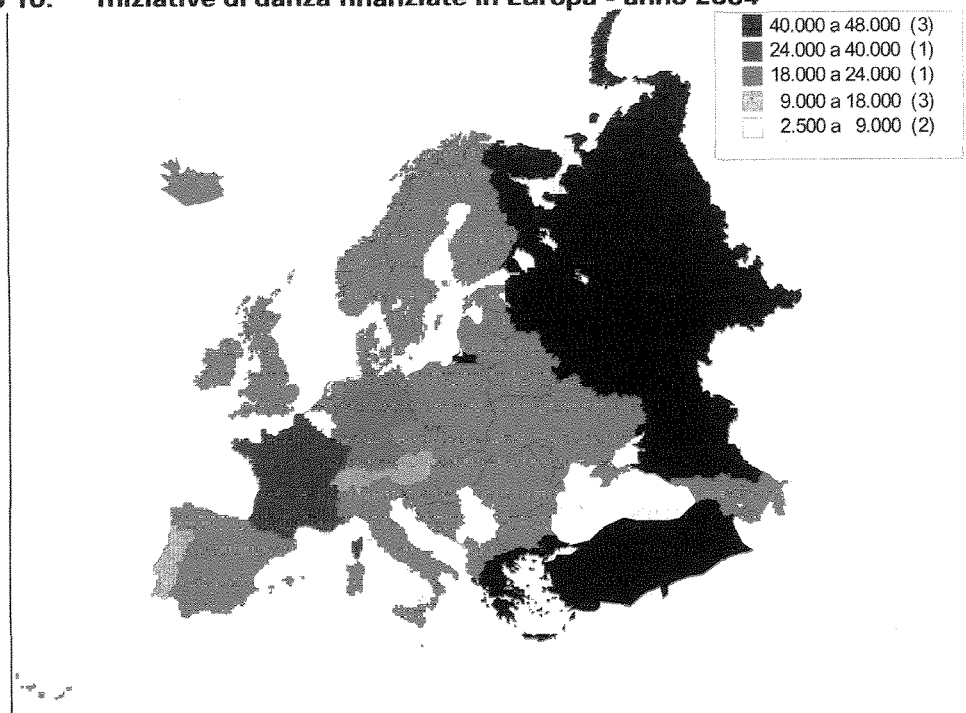 10. Iniziative di danza finanziate in Europa - anno 2004
40.000 a 48.000 (3)
24.000 a 40.000 (1)
18.000 a 24.000 (1)
9.000 a 18.000 (3)
2.500 a 9.000 (2)